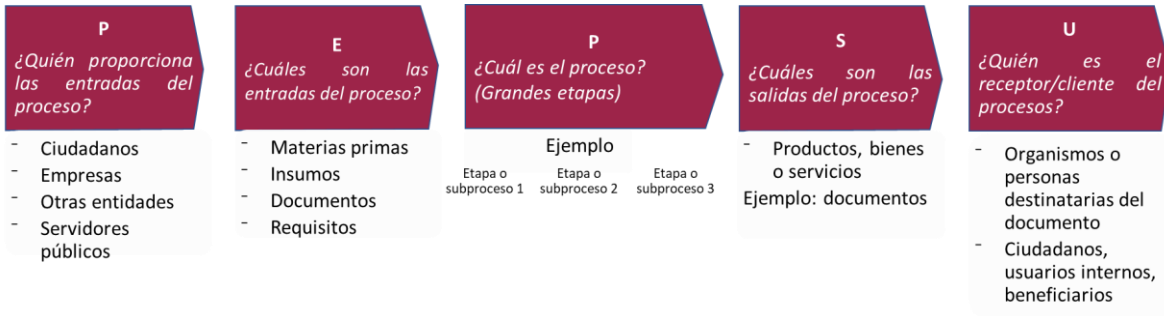 P
¿Quién proporciona
las entradas del
proceso?
- Ciudadanos
- Empresas
- Otras entidades
- Servidores
públicos
E
¿Cuáles son las
entradas del proceso?
- Materias primas
- Insumos
- Documentos
- Requisitos
P
¿Cuál es el proceso?
(Grandes etapas)
Ejemplo
Etapa o
subproceso 1
Etapa o
subproceso 2
Etapa o
subproceso 3
S
¿Cuáles son las
salidas del proceso?
- Productos, bienes
o servicios
Ejemplo: documentos
U
¿Quién es el
receptor/cliente del
procesos?
- Organismos o
personas
destinatarias del
documento
- Ciudadanos,
usuarios internos,
beneficiarios